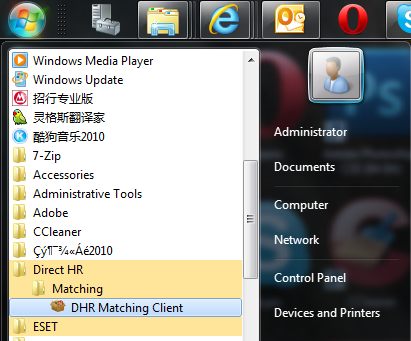 Windows Media Player
Windows Update
招行专业版
灵格斯翻译家
酷狗音乐2010
7-Zip
Accessories
Administrative Tools
Adobe
CCleaner
Çý¶¯¾«Áé2010
Direct HR
Matching
DHR Matching Client
ESET
Administrator
Documents
Computer
Network
Control Panel
Devices and Printers